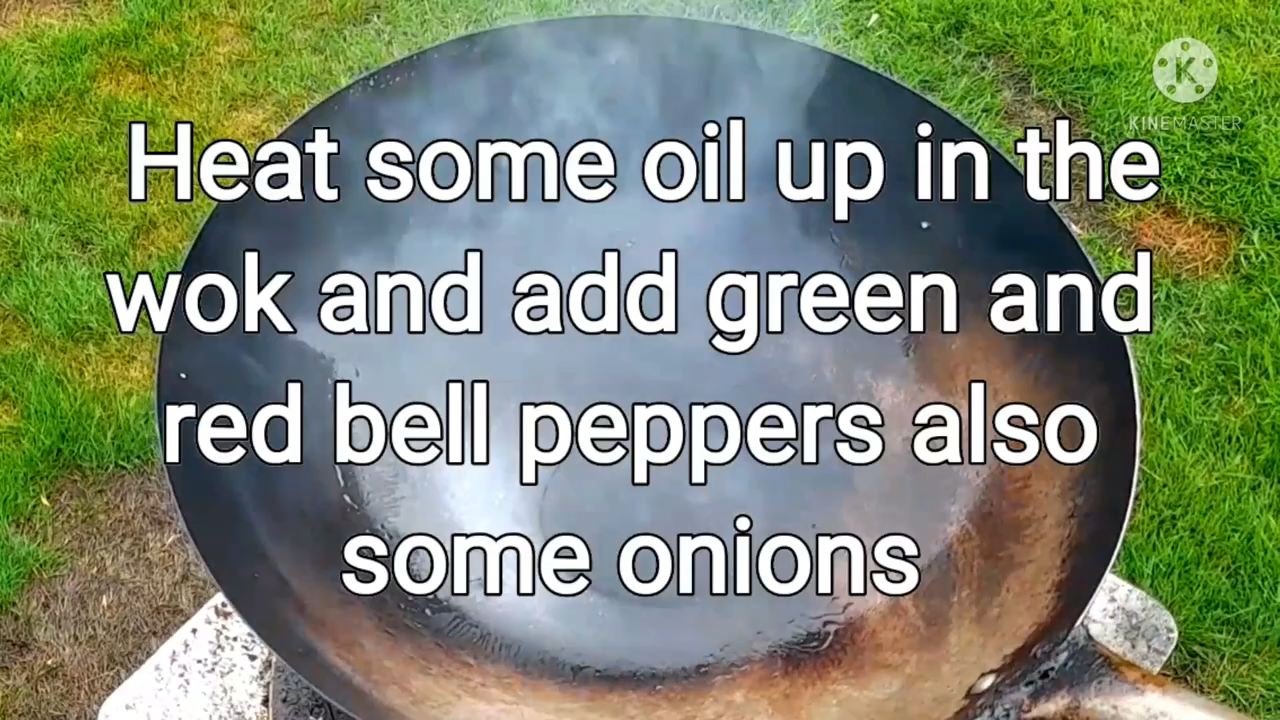 K
KINEMASTER
Heat some oil up in the
wok and add green and
red bell peppers also
some onions